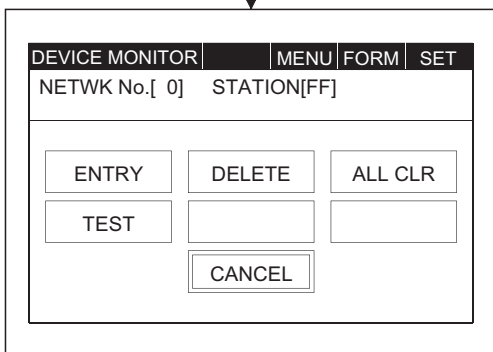 DEVICE MONITOR MENU FORM SET
NETWK No.[ 0] STATION[FF]
ENTRY DELETE ALL CLR
TEST
CANCEL